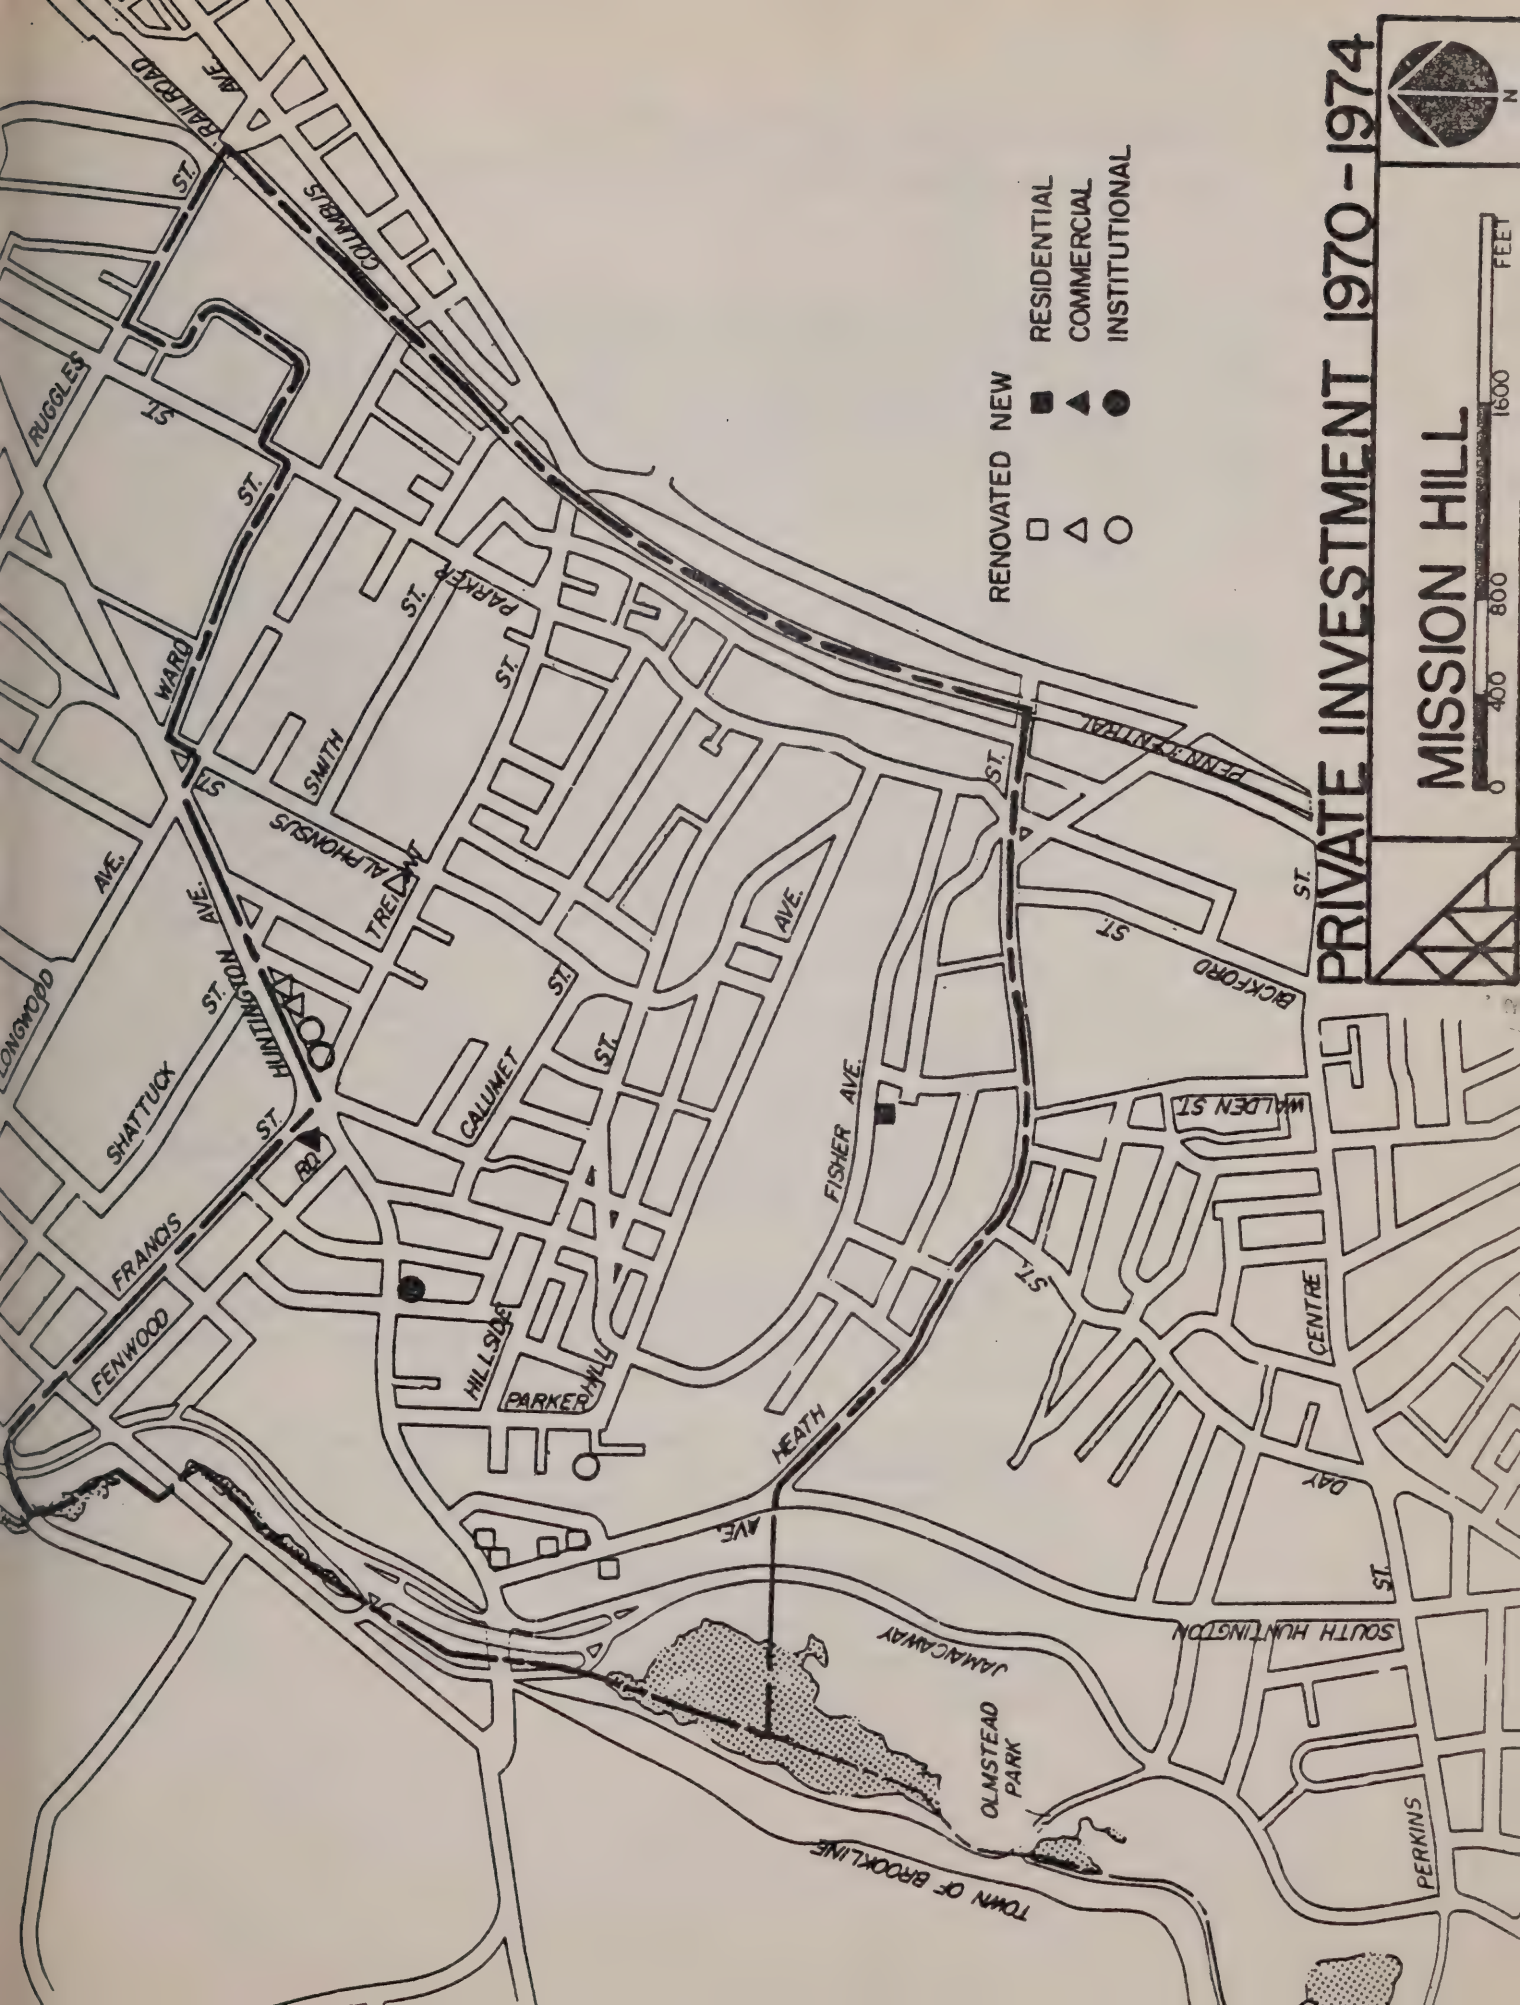 PRIVATE INVESTMENT 1970-1974
MISSION HILL
0 400 800 1600
FEET
N
RENOVATED NEW
RESIDENTIAL
COMMERCIAL
INSTITUTIONAL
RAILROAD
AVE.
ST.
COLUMBUS
RUGGLES
ST.
ST.
WARD
ST.
PARKER
ST.
SMITH
ST.
ALPHONSUS
TREMONT
AVE.
LONGWOOD
AVE.
HUNTINGTON
ST.
SHATTUCK
ST.
FRANCIS
RD.
FENWOOD
ST.
CALUMET
ST.
HILLSIDE
PARKER
HILL
AVE.
FISHER AVE.
ST.
HEATH
AVE.
ST.
PENN CENTRAL
ST.
BICKFORD
ST.
WALDEN ST.
CENTRE
DAY
ST.
SOUTH HUNTINGTON
JAMAICAWAY
OLMSTEAD
PARK
TOWN OF BROOKLINE
PERKINS